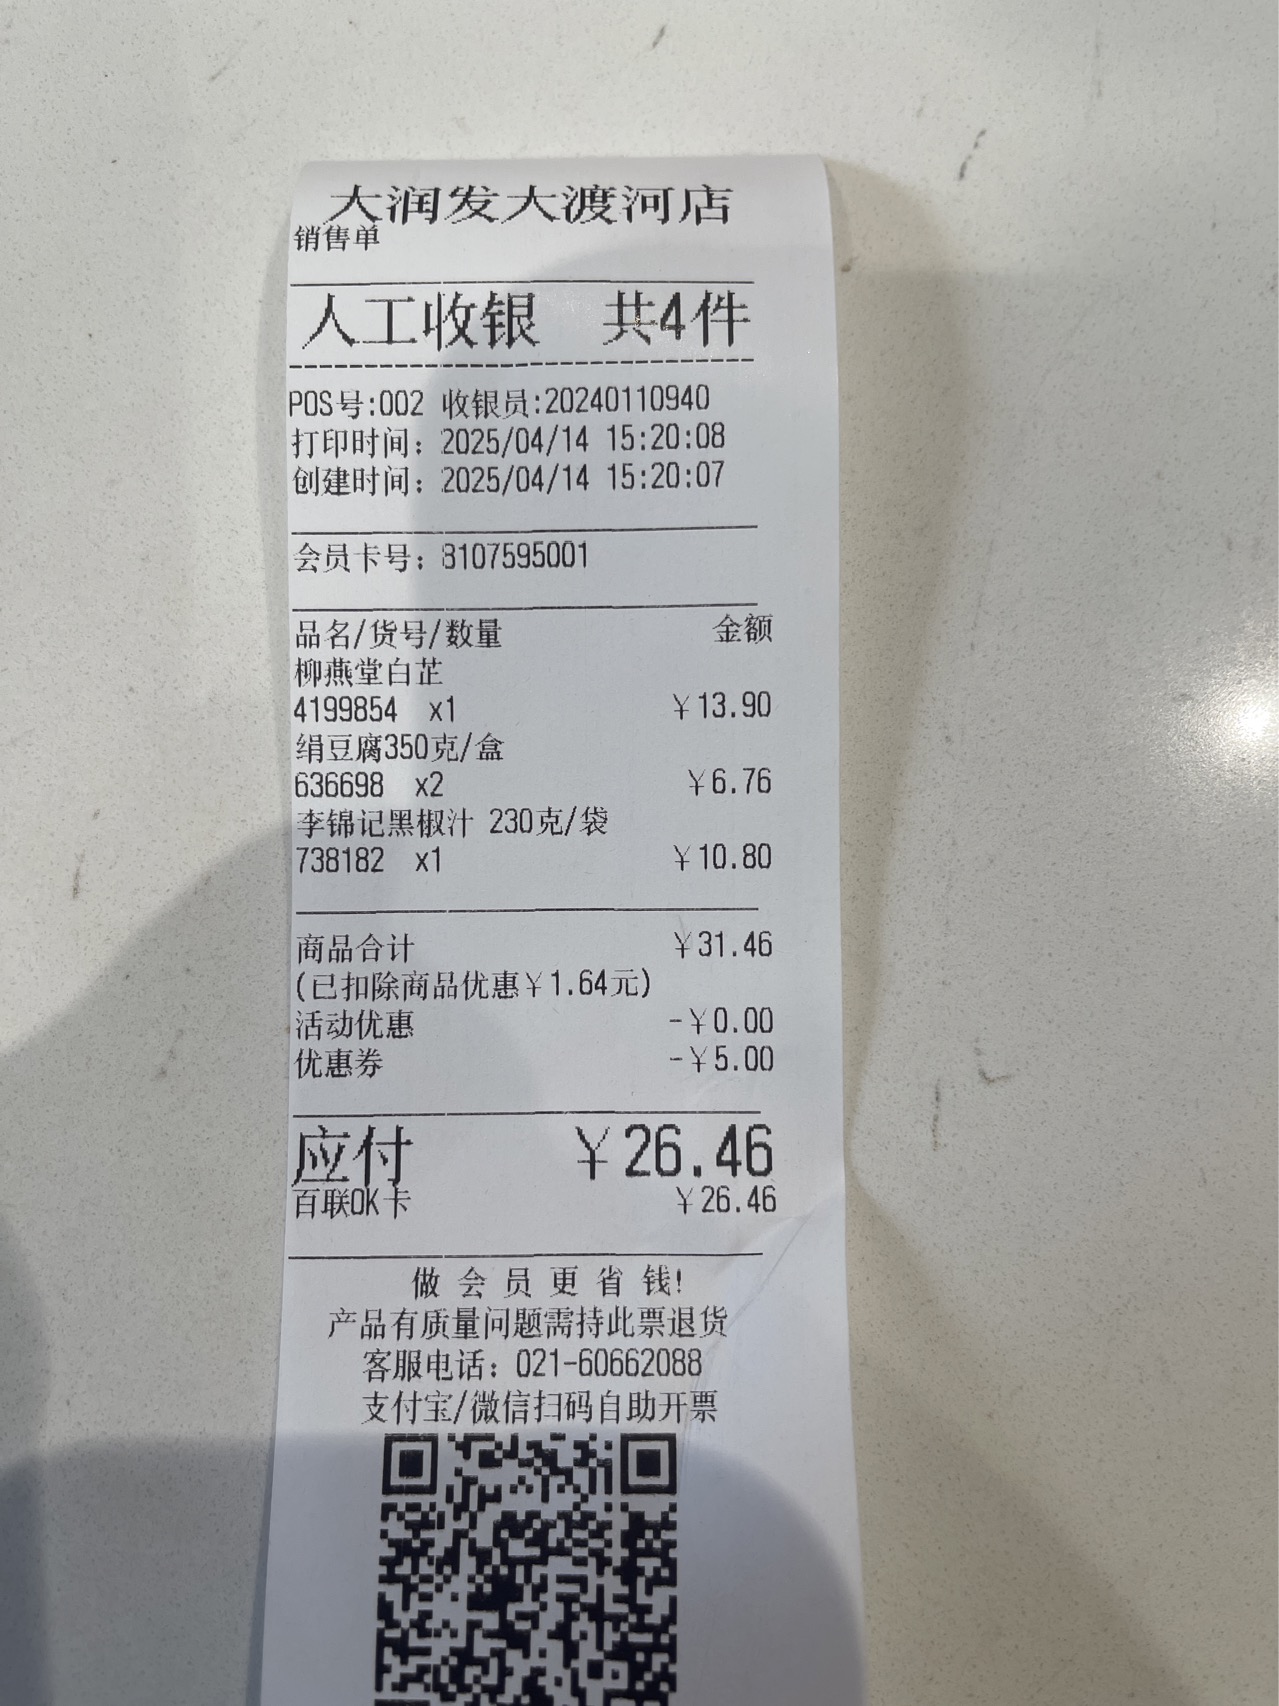 大润发大渡河店
销售单
人工收银 共4件
POS号:002 收银员:20240110940
打印时间: 2025/04/14 15:20:08
创建时间: 2025/04/14 15:20:07
会员卡号: 8107595001
品名/货号/数量 金额
柳燕堂白芷
4199854 x1 ¥13.90
绢豆腐350克/盒
636698 x2 ¥6.76
李锦记黑椒汁 230克/袋
738182 x1 ¥10.80
商品合计 ¥31.46
(已扣除商品优惠¥1.64元)
活动优惠 -¥0.00
优惠券 -¥5.00
应付 ¥26.46
百联OK卡 ¥26.46
做会员更省钱!
产品有质量问题需持此票退货
客服电话: 021-60662088
支付宝/微信扫码自助开票